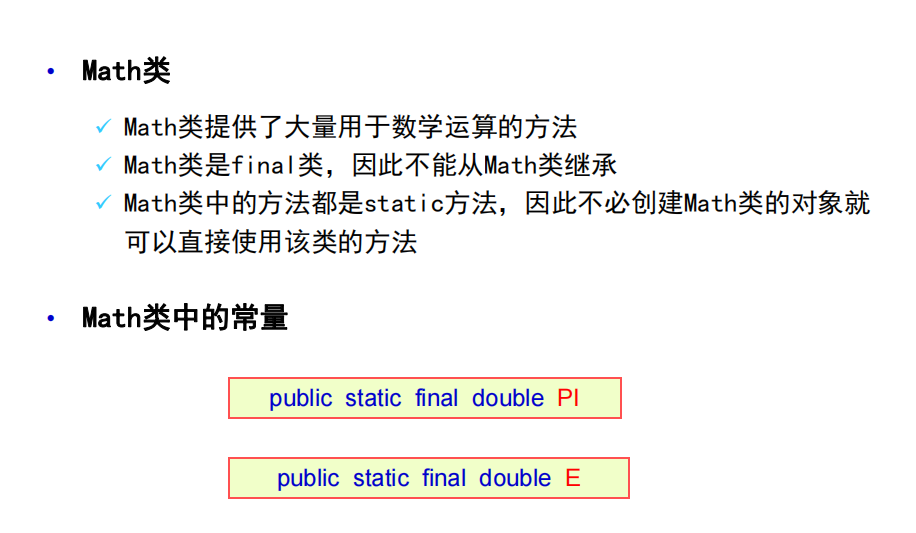 • Math类
✓ Math类提供了大量用于数学运算的方法
✓ Math类是final类，因此不能从Math类继承
✓ Math类中的方法都是static方法，因此不必创建Math类的对象就
可以直接使用该类的方法
• Math类中的常量
public static final double PI
public static final double E